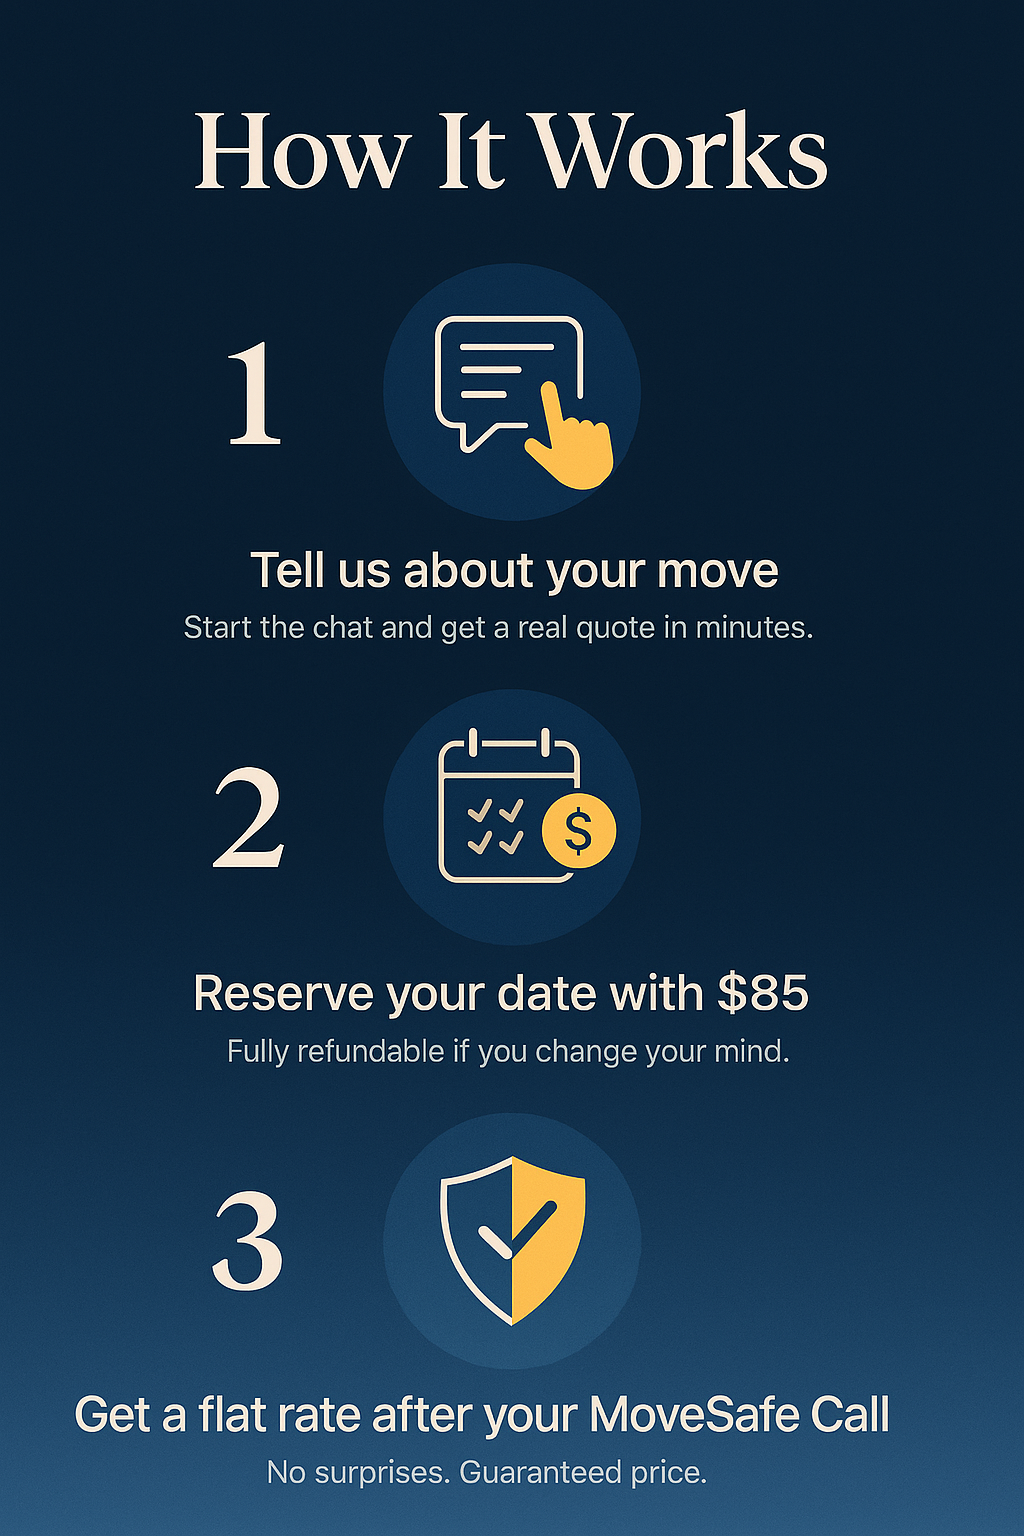 How It Works
1
Tell us about your move
Start the chat and get a real quote in minutes.
2
$
Reserve your date with $85
Fully refundable if you change your mind.
3
Get a flat rate after your MoveSafe Call
No surprises. Guaranteed price.